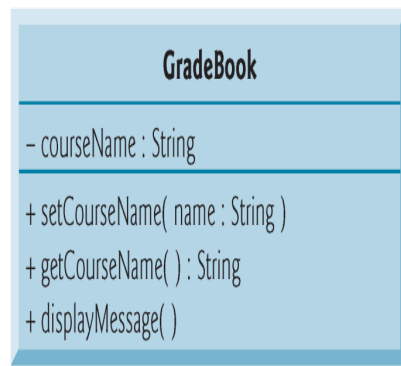 GradeBook
– courseName : String
+ setCourseName( name : String )
+ getCourseName( ) : String
+ displayMessage( )